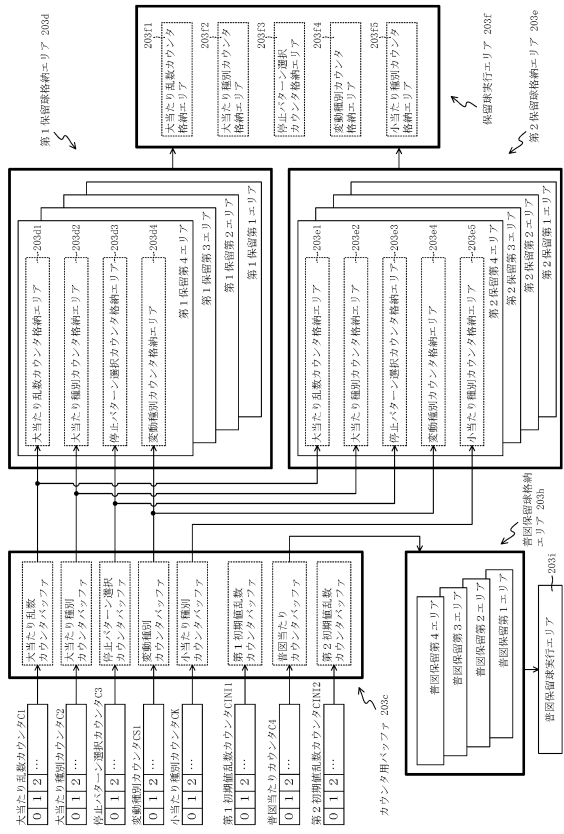 大当たり乱数カウンタC1
0 1 2 …
大当たり種別カウンタC2
0 1 2 …
停止パターン選択カウンタC3
0 1 2 …
変動種別カウンタCS1
0 1 2 …
小当たり種別カウンタCK
0 1 2 …
第1初期値乱数カウンタCINI1
0 1 2 …
普図当たりカウンタC4
0 1 2 …
第2初期値乱数カウンタCINI2
0 1 2 …
カウンタ用バッファ 203c
大当たり乱数
カウンタバッファ
大当たり種別
カウンタバッファ
停止パターン選択
カウンタバッファ
変動種別
カウンタバッファ
小当たり種別
カウンタバッファ
第1初期値乱数
カウンタバッファ
普図当たり
カウンタバッファ
第2初期値乱数
カウンタバッファ
第1保留球格納エリア 203d
大当たり乱数カウンタ格納エリア
203d1
大当たり種別カウンタ格納エリア
203d2
停止パターン選択カウンタ格納エリア
203d3
変動種別カウンタ格納エリア
203d4
第1保留第4エリア
第1保留第3エリア
第1保留第2エリア
第1保留第1エリア
第2保留球格納エリア 203e
大当たり乱数カウンタ格納エリア
203e1
大当たり種別カウンタ格納エリア
203e2
停止パターン選択カウンタ格納エリア
203e3
変動種別カウンタ格納エリア
203e4
小当たり種別カウンタ格納エリア
203e5
第2保留第4エリア
第2保留第3エリア
第2保留第2エリア
第2保留第1エリア
保留球実行エリア 203f
203f1
大当たり乱数カウンタ
格納エリア
203f2
大当たり種別カウンタ
格納エリア
203f3
停止パターン選択
カウンタ格納エリア
203f4
変動種別カウンタ
格納エリア
203f5
小当たり種別カウンタ
格納エリア
普図保留球格納
エリア 203h
普図保留第4エリア
普図保留第3エリア
普図保留第2エリア
普図保留第1エリア
普図保留球実行エリア
203i